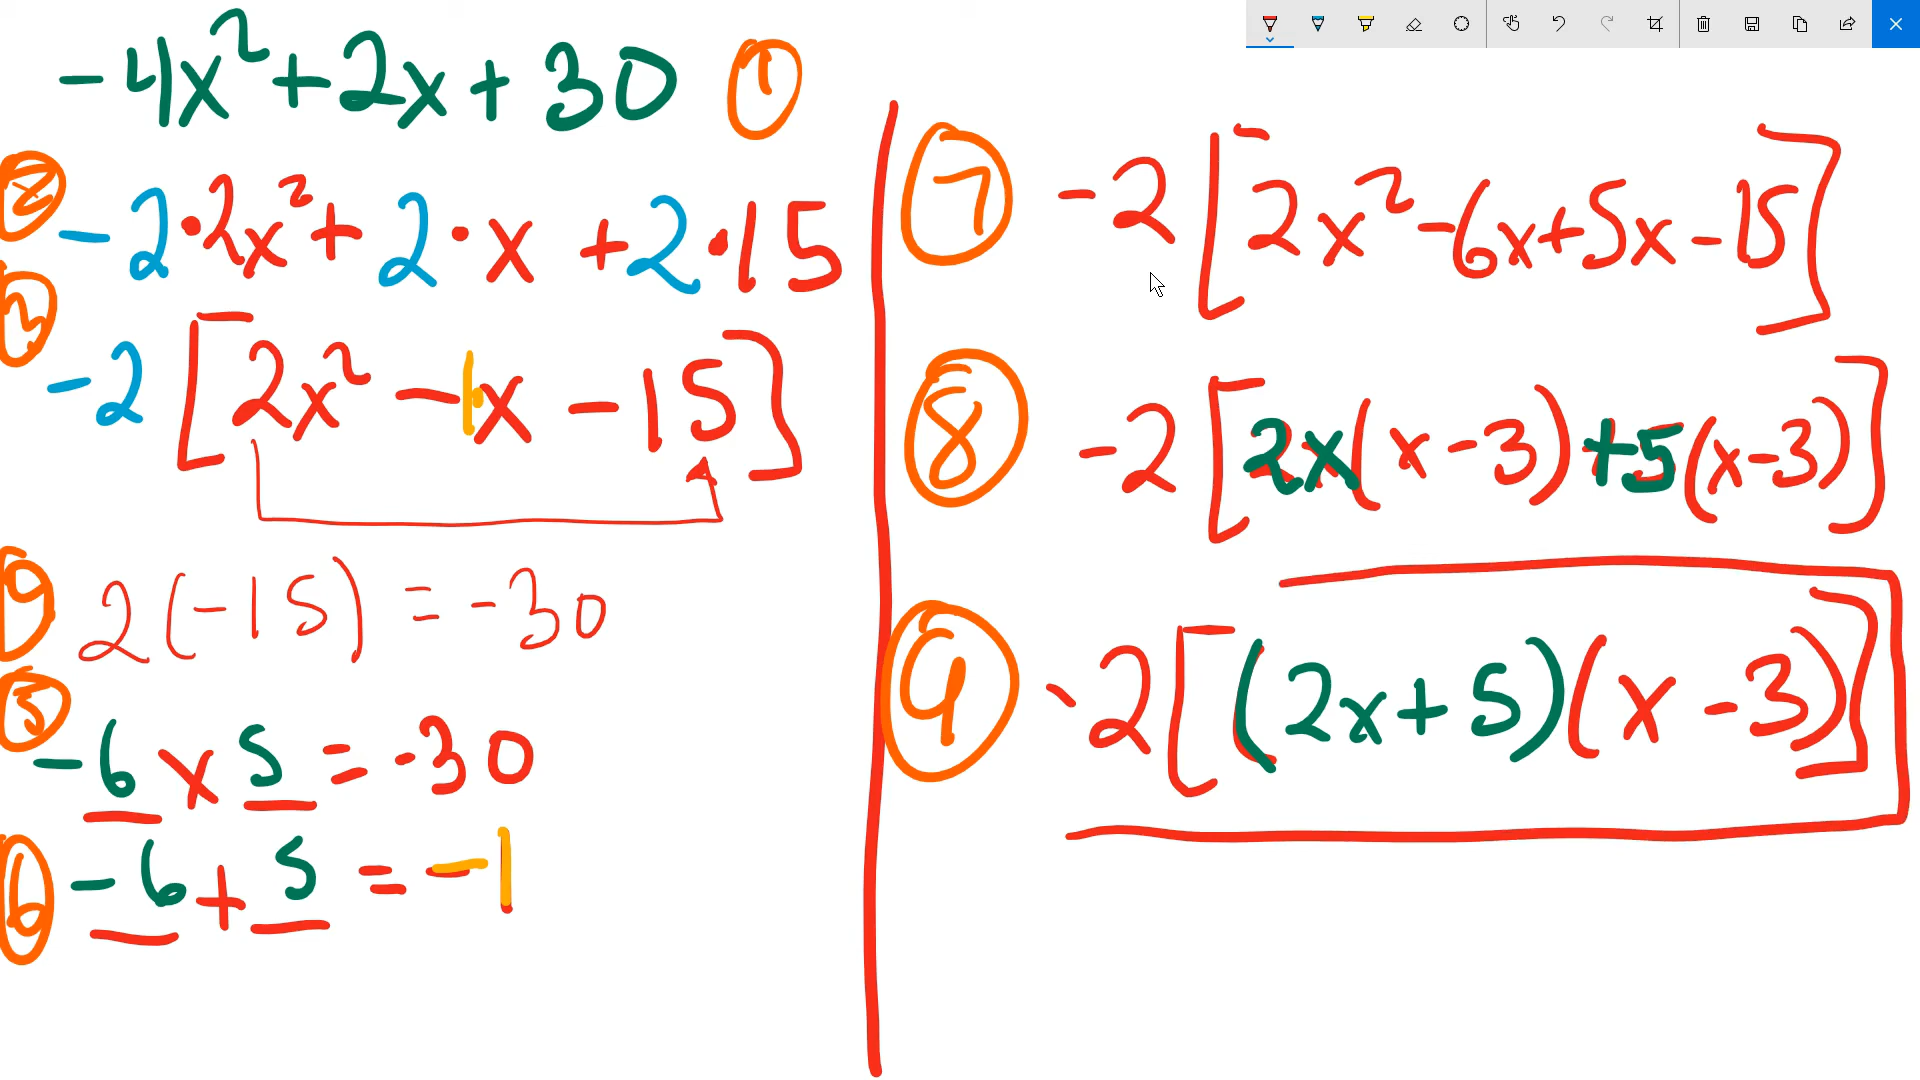 -4x²+2x+30 ①
② -2·2x²+2·x+2·15
③ -2[2x²-1x-15]
④ 2(-15)=-30
⑤ -6x5=-30
⑥ -6+5=-1
⑦ -2[2x²-6x+5x-15]
⑧ -2[2x(x-3)+5(x-3)]
⑨ -2[(2x+5)(x-3)]